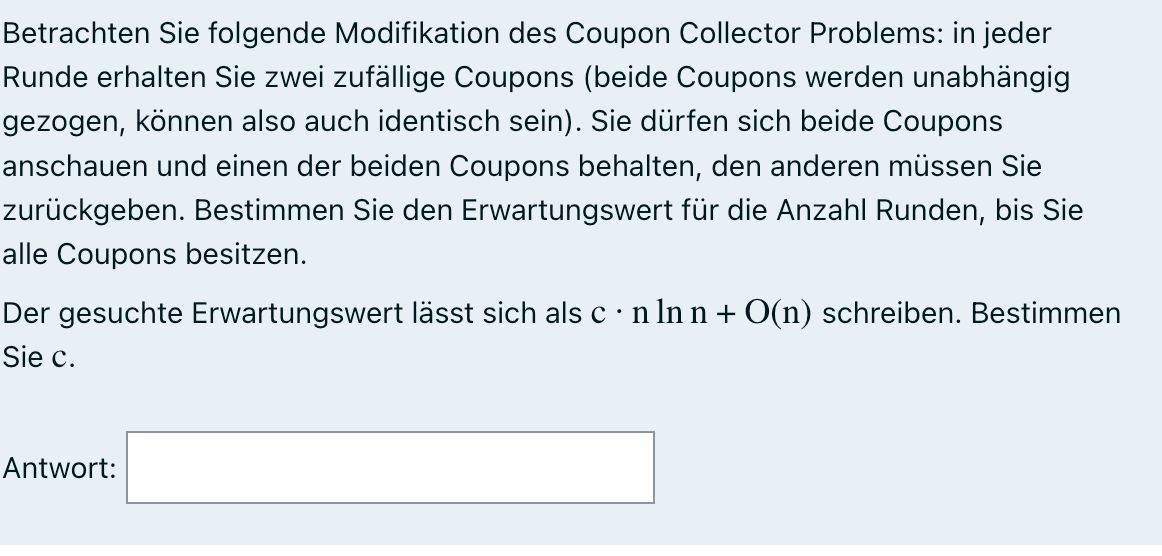 Betrachten Sie folgende Modifikation des Coupon Collector Problems: in jeder
Runde erhalten Sie zwei zufällige Coupons (beide Coupons werden unabhängig
gezogen, können also auch identisch sein). Sie dürfen sich beide Coupons
anschauen und einen der beiden Coupons behalten, den anderen müssen Sie
zurückgeben. Bestimmen Sie den Erwartungswert für die Anzahl Runden, bis Sie
alle Coupons besitzen.
Der gesuchte Erwartungswert lässt sich als c · n ln n + O(n) schreiben. Bestimmen
Sie c.
Antwort: